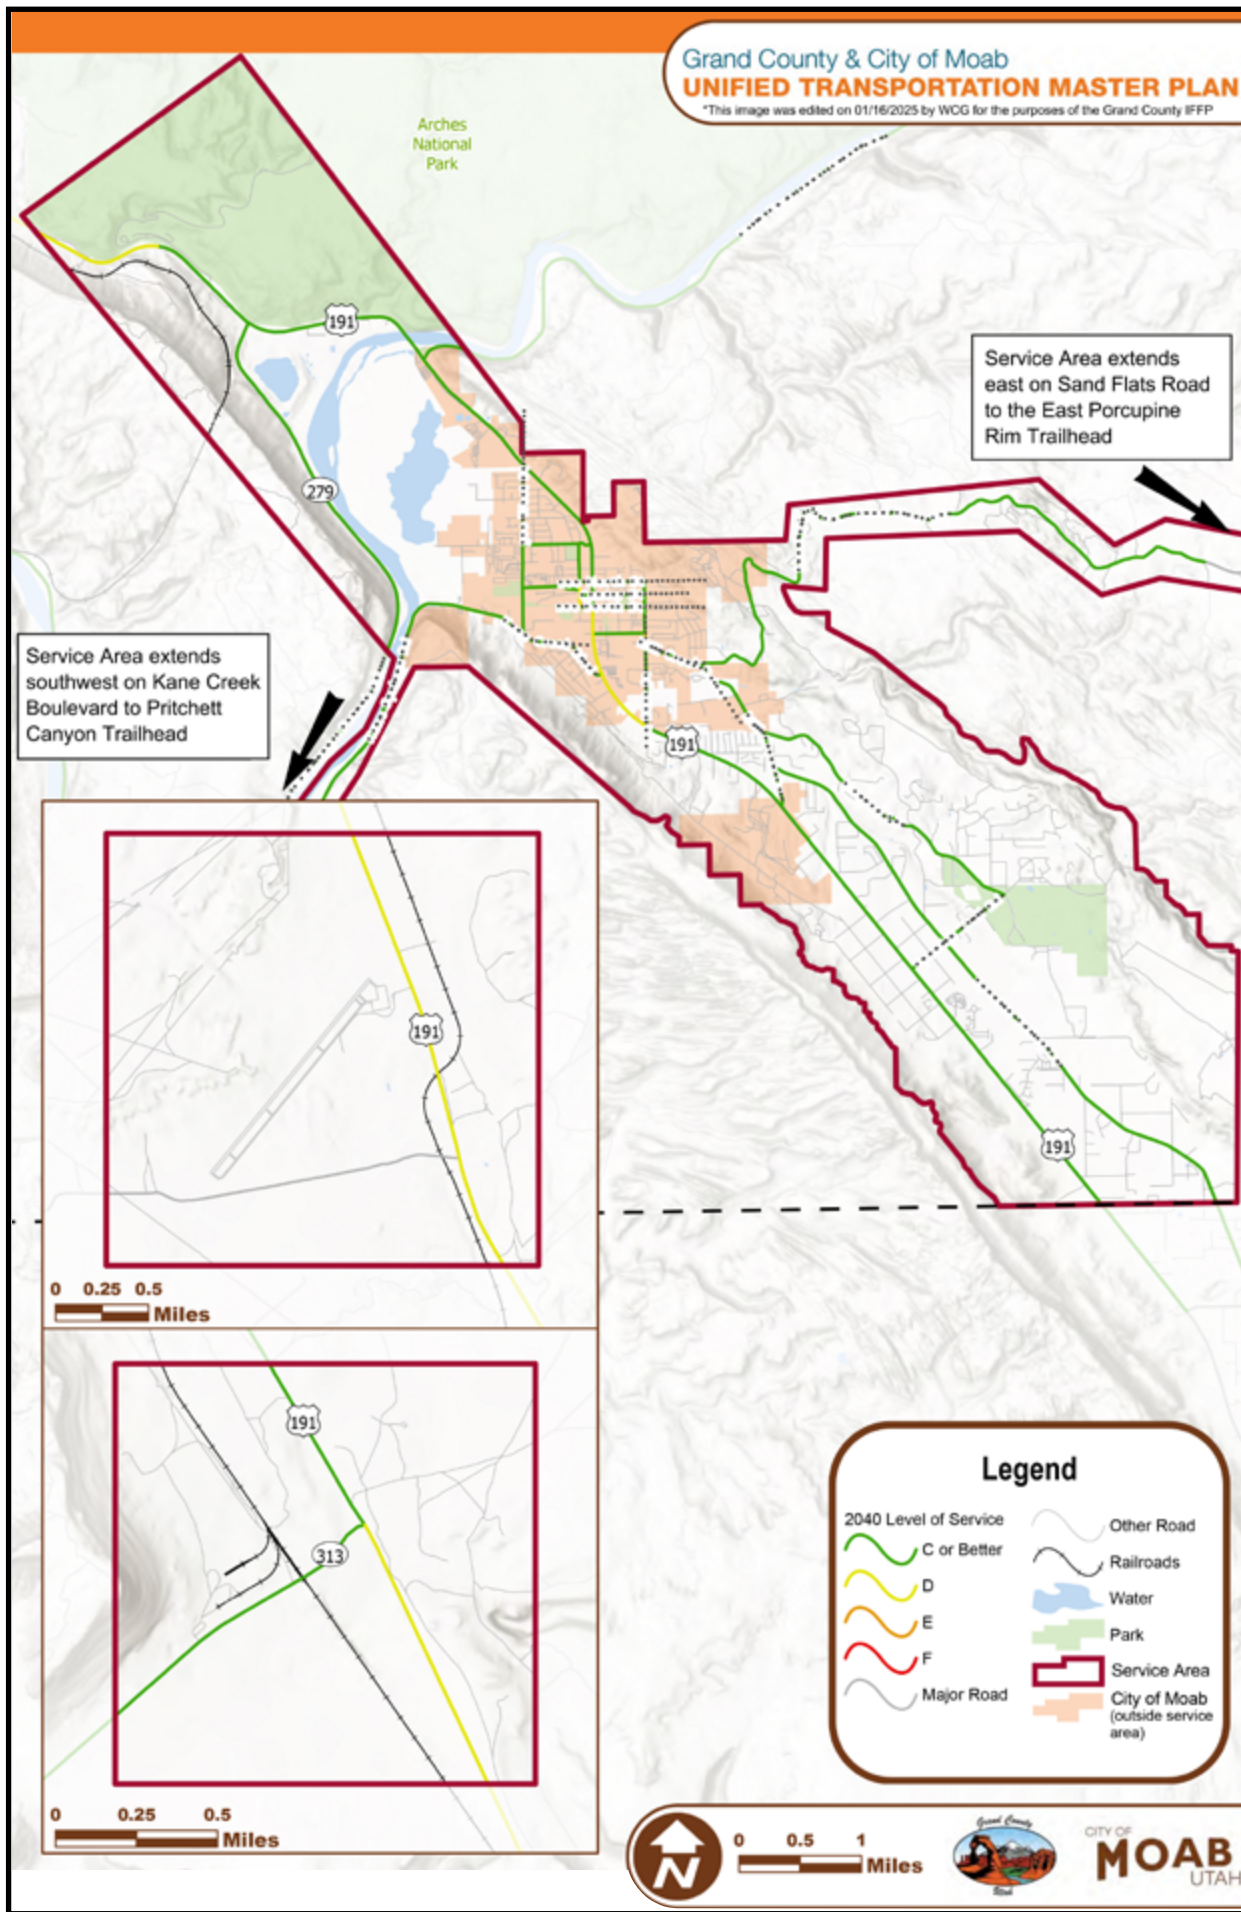 Grand County & City of Moab
UNIFIED TRANSPORTATION MASTER PLAN
*This image was edited on 01/16/2025 by WCG for the purposes of the Grand County IFFP
Arches
National
Park
191
Service Area extends
east on Sand Flats Road
to the East Porcupine
Rim Trailhead
279
Service Area extends
southwest on Kane Creek
Boulevard to Pritchett
Canyon Trailhead
191
191
191
0 0.25 0.5
Miles
191
313
0 0.25 0.5
Miles
Legend
2040 Level of Service
C or Better
D
E
F
Major Road
Other Road
Railroads
Water
Park
Service Area
City of Moab
(outside service
area)
N
0 0.5 1
Miles
Grand County
Utah
CITY OF
MOAB
UTAH